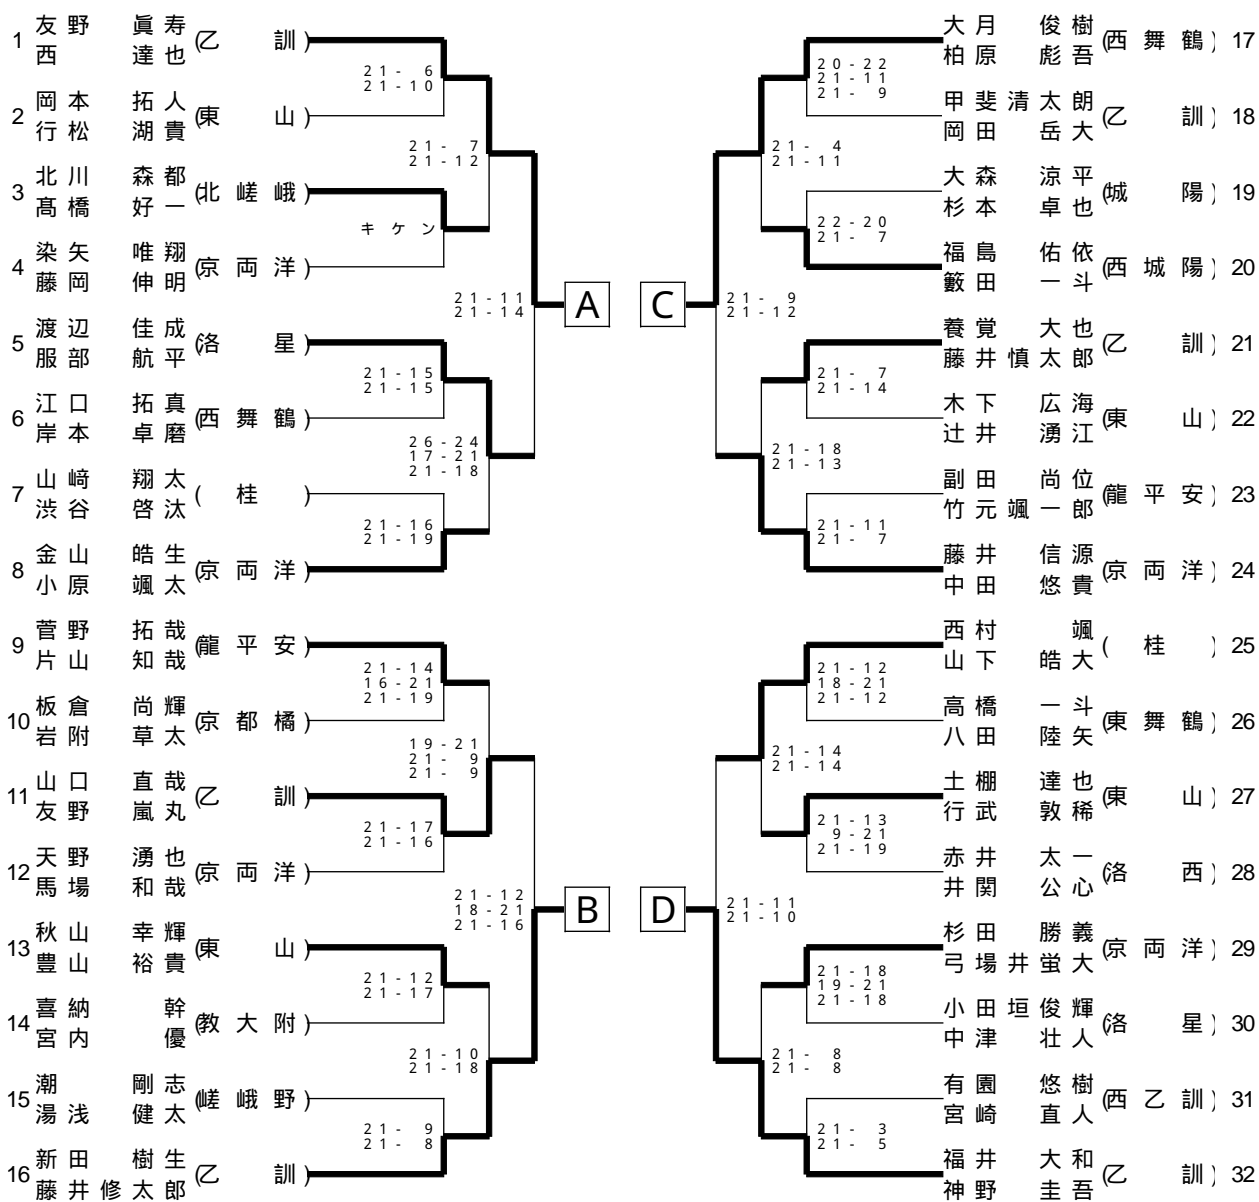 1 友野 眞寿 (乙 訓)
西 達也
21- 6
21-10
2 岡本 拓人 (東 山)
行松 湖貴
21- 7
21-12
3 北川 森都 (北嵯峨)
髙橋 好一
キケン
4 染矢 唯翔 (京両洋)
藤岡 伸明
21-11
21-14
A
5 渡辺 佳成 (洛 星)
服部 航平
21-15
21-15
6 江口 拓真 (西舞鶴)
岸本 卓磨
26-24
17-21
21-18
7 山﨑 翔太 (桂)
渋谷 啓汰
21-16
21-19
8 金山 皓生 (京両洋)
小原 颯太
9 菅野 拓哉 (龍平安)
片山 知哉
21-14
16-21
21-19
10 板倉 尚輝 (京都橘)
岩附 草太
19-21
21- 9
21- 9
11 山口 直哉 (乙 訓)
友野 嵐丸
21-17
21-16
12 天野 湧也 (京両洋)
馬場 和哉
21-12
18-21
21-16
B
13 秋山 幸輝 (東 山)
豊山 裕貴
21-12
21-17
14 喜納 幹 (教大附)
宮内 優
21-10
21-18
15 潮 剛志 (嵯峨野)
湯浅 健太
21- 9
21- 8
16 新田 樹生 (乙 訓)
藤井修太郎
大月 俊樹 (西舞鶴) 17
柏原 彪吾
20-22
21-11
21- 9
甲斐清太朗 (乙 訓) 18
岡田 岳大
21- 4
21-11
大森 涼平 (城 陽) 19
杉本 卓也
22-20
21- 7
福島 佑依 (西城陽) 20
籔田 一斗
C
21- 9
21-12
養覚 大也 (乙 訓) 21
藤井慎太郎
21- 7
21-14
木下 広海 (東 山) 22
辻井 湧江
21-18
21-13
副田 尚位 (龍平安) 23
竹元颯一郎
21-11
21- 7
藤井 信源 (京両洋) 24
中田 悠貴
西村 颯 (桂) 25
山下 皓大
21-12
18-21
21-12
高橋 一斗 (東舞鶴) 26
八田 陸矢
21-14
21-14
土棚 達也 (東 山) 27
行武 敦稀
21-13
9-21
21-19
赤井 太一 (洛 西) 28
井関 公心
D
21-11
21-10
杉田 勝義 (京両洋) 29
弓場井蛍大
21-18
19-21
21-18
小田垣俊輝 (洛 星) 30
中津 壮人
21- 8
21- 8
有園 悠樹 (西乙訓) 31
宮崎 直人
21- 3
21- 5
福井 大和 (乙 訓) 32
神野 圭吾